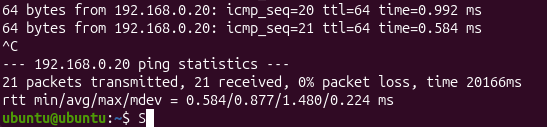 64 bytes from 192.168.0.20: icmp_seq=20 ttl=64 time=0.992 ms
64 bytes from 192.168.0.20: icmp_seq=21 ttl=64 time=0.584 ms
^C
--- 192.168.0.20 ping statistics ---
21 packets transmitted, 21 received, 0% packet loss, time 20166ms
rtt min/avg/max/mdev = 0.584/0.877/1.480/0.224 ms
ubuntu@ubuntu:~$ S